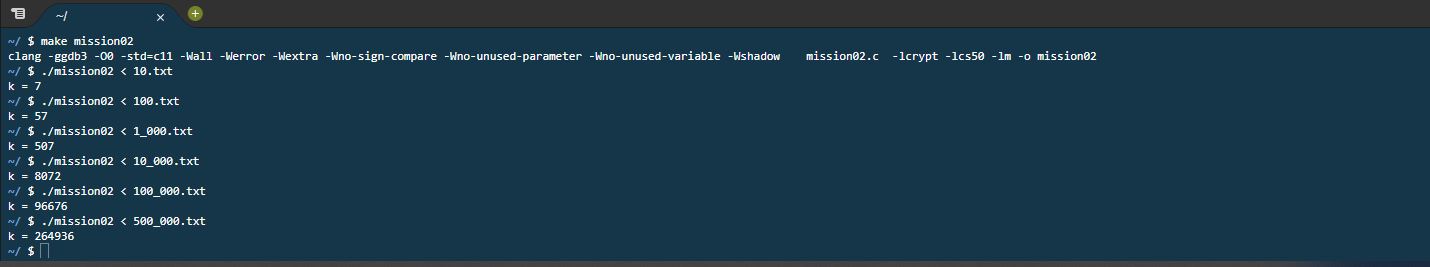 ~/
~/ $ make mission02
clang -ggdb3 -O0 -std=c11 -Wall -Werror -Wextra -Wno-sign-compare -Wno-unused-parameter -Wno-unused-variable -Wshadow    mission02.c  -lcrypt -lcs50 -lm -o mission02
~/ $ ./mission02 < 10.txt
k = 7
~/ $ ./mission02 < 100.txt
k = 57
~/ $ ./mission02 < 1_000.txt
k = 507
~/ $ ./mission02 < 10_000.txt
k = 8072
~/ $ ./mission02 < 100_000.txt
k = 96676
~/ $ ./mission02 < 500_000.txt
k = 264936
~/ $